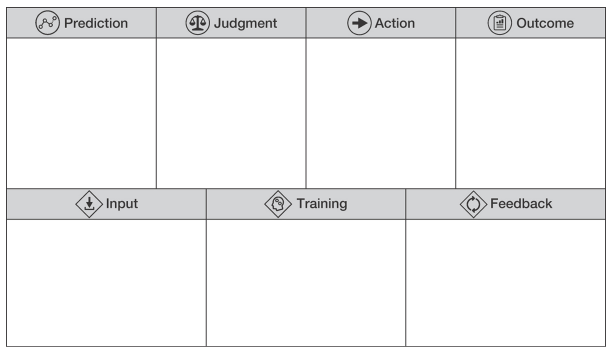 Prediction
Judgment
Action
Outcome
Input
Training
Feedback